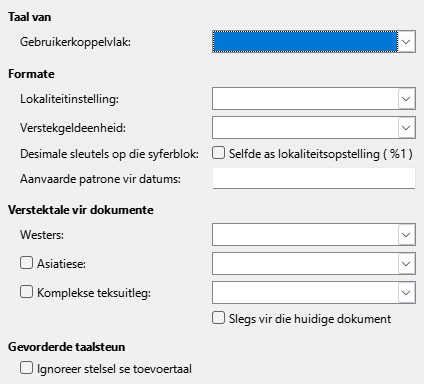 Taal van
Gebruikerkoppelvlak:
Formate
Lokaliteitinstelling:
Verstekgeldeenheid:
Desimale sleutels op die syferblok: Selfde as lokaliteitsopstelling ( %1 )
Aanvaarde patrone vir datums:
Verstektale vir dokumente
Westers:
Asiatiese:
Komplekse teksuitleg:
Slegs vir die huidige dokument
Gevorderde taalsteun
Ignoreer stelsel se toevoertaal